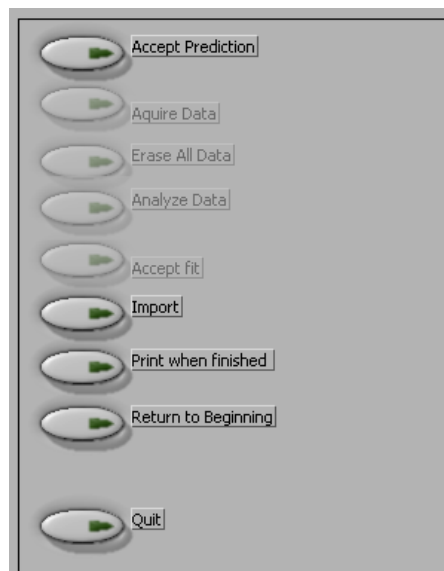 Accept Prediction
Aquire Data
Erase All Data
Analyze Data
Accept fit
Import
Print when finished
Return to Beginning
Quit